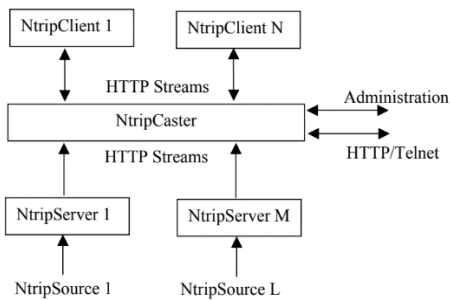 NtripClient 1
NtripClient N
HTTP Streams
Administration
NtripCaster
HTTP Streams
HTTP/Telnet
NtripServer 1
NtripServer M
NtripSource 1
NtripSource L